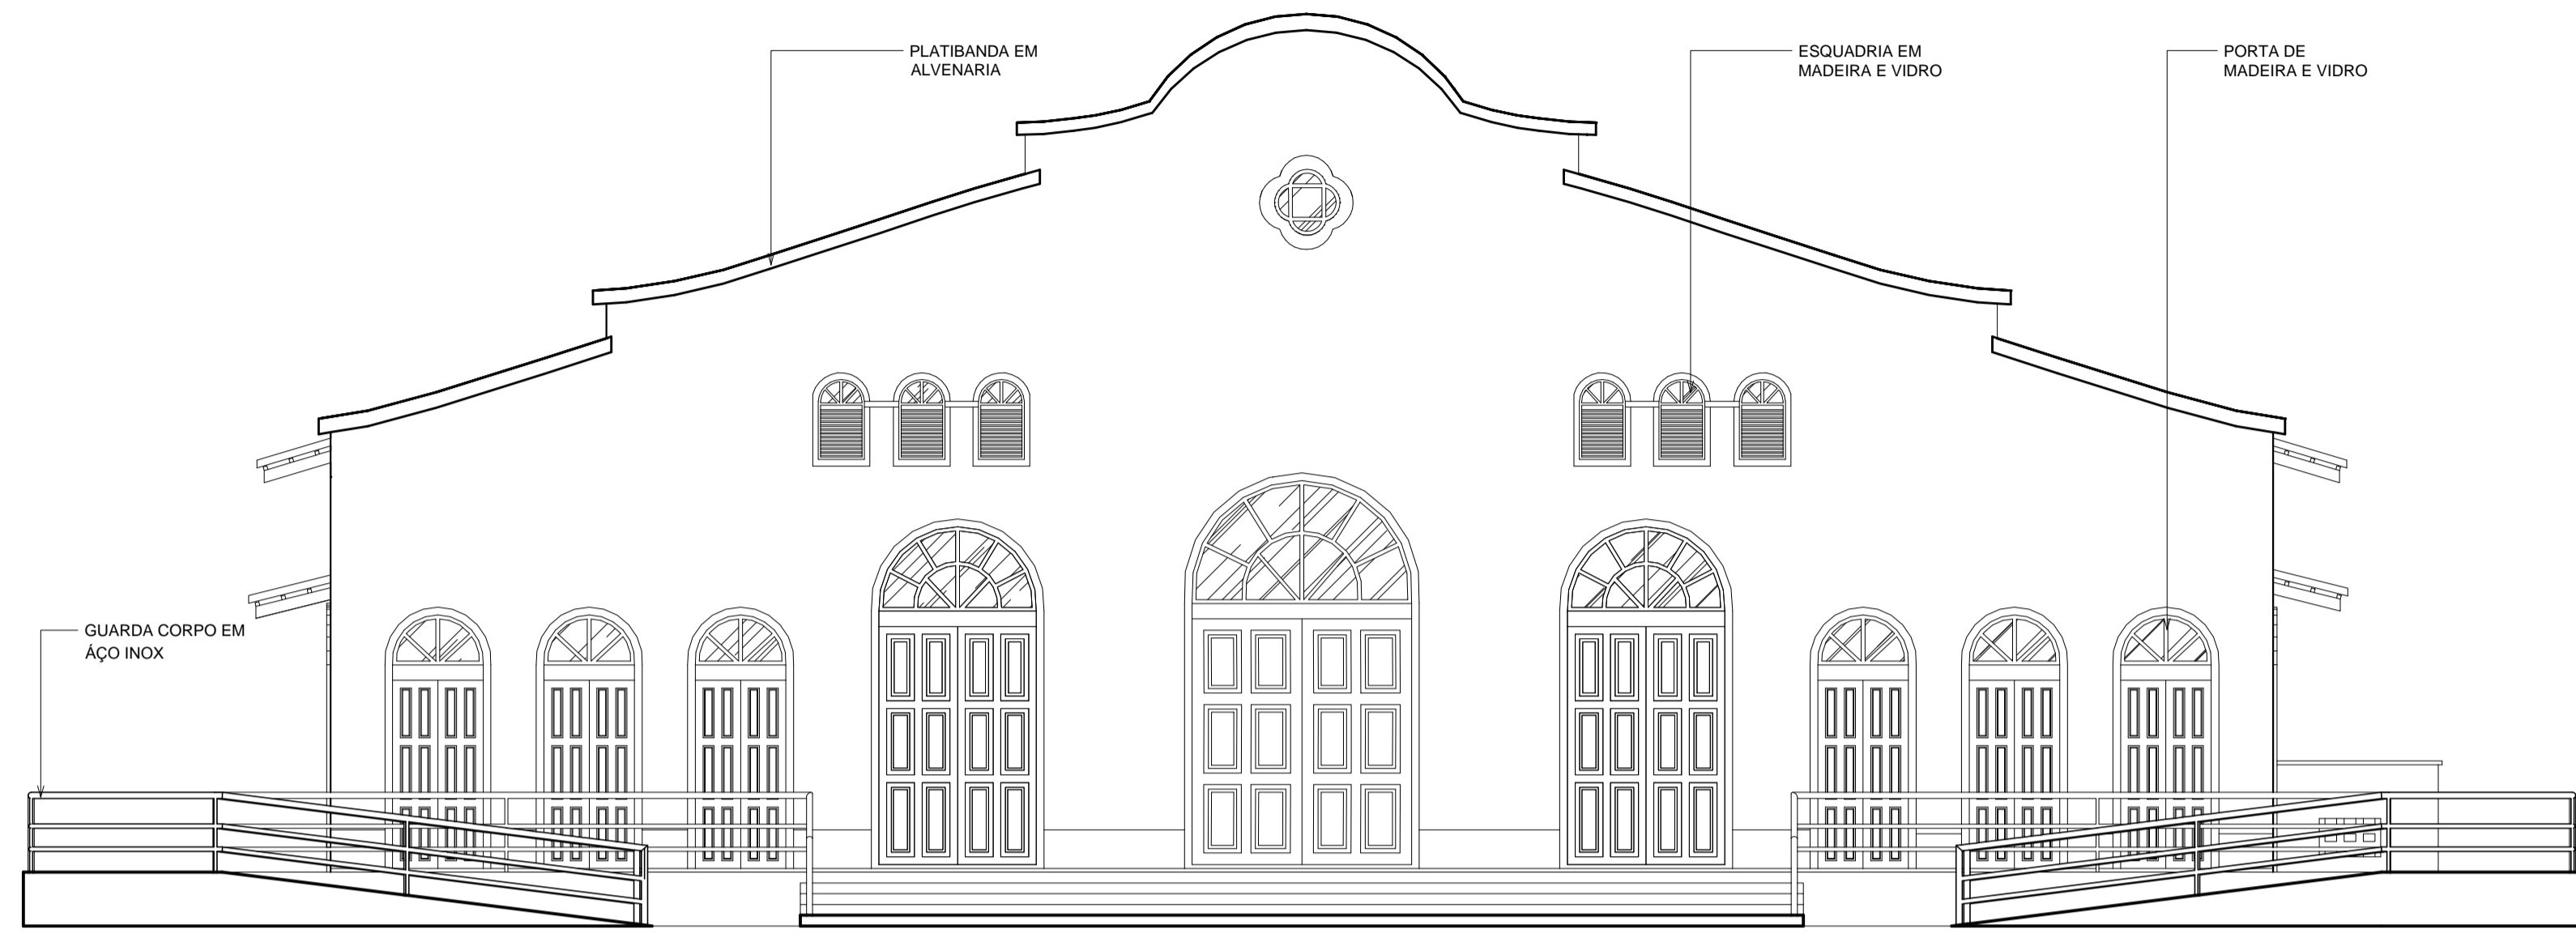 PLATIBANDA EM
ALVENARIA
ESQUADRIA EM
MADEIRA E VIDRO
PORTA DE
MADEIRA E VIDRO
GUARDA CORPO EM
ÁÇO INOX